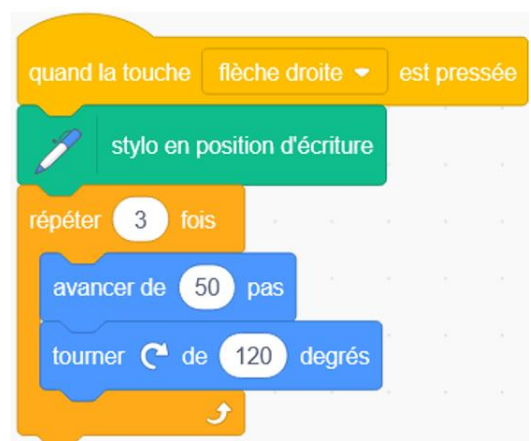 quand la touche flèche droite est pressée
stylo en position d'écriture
répéter 3 fois
avancer de 50 pas
tourner de 120 degrés